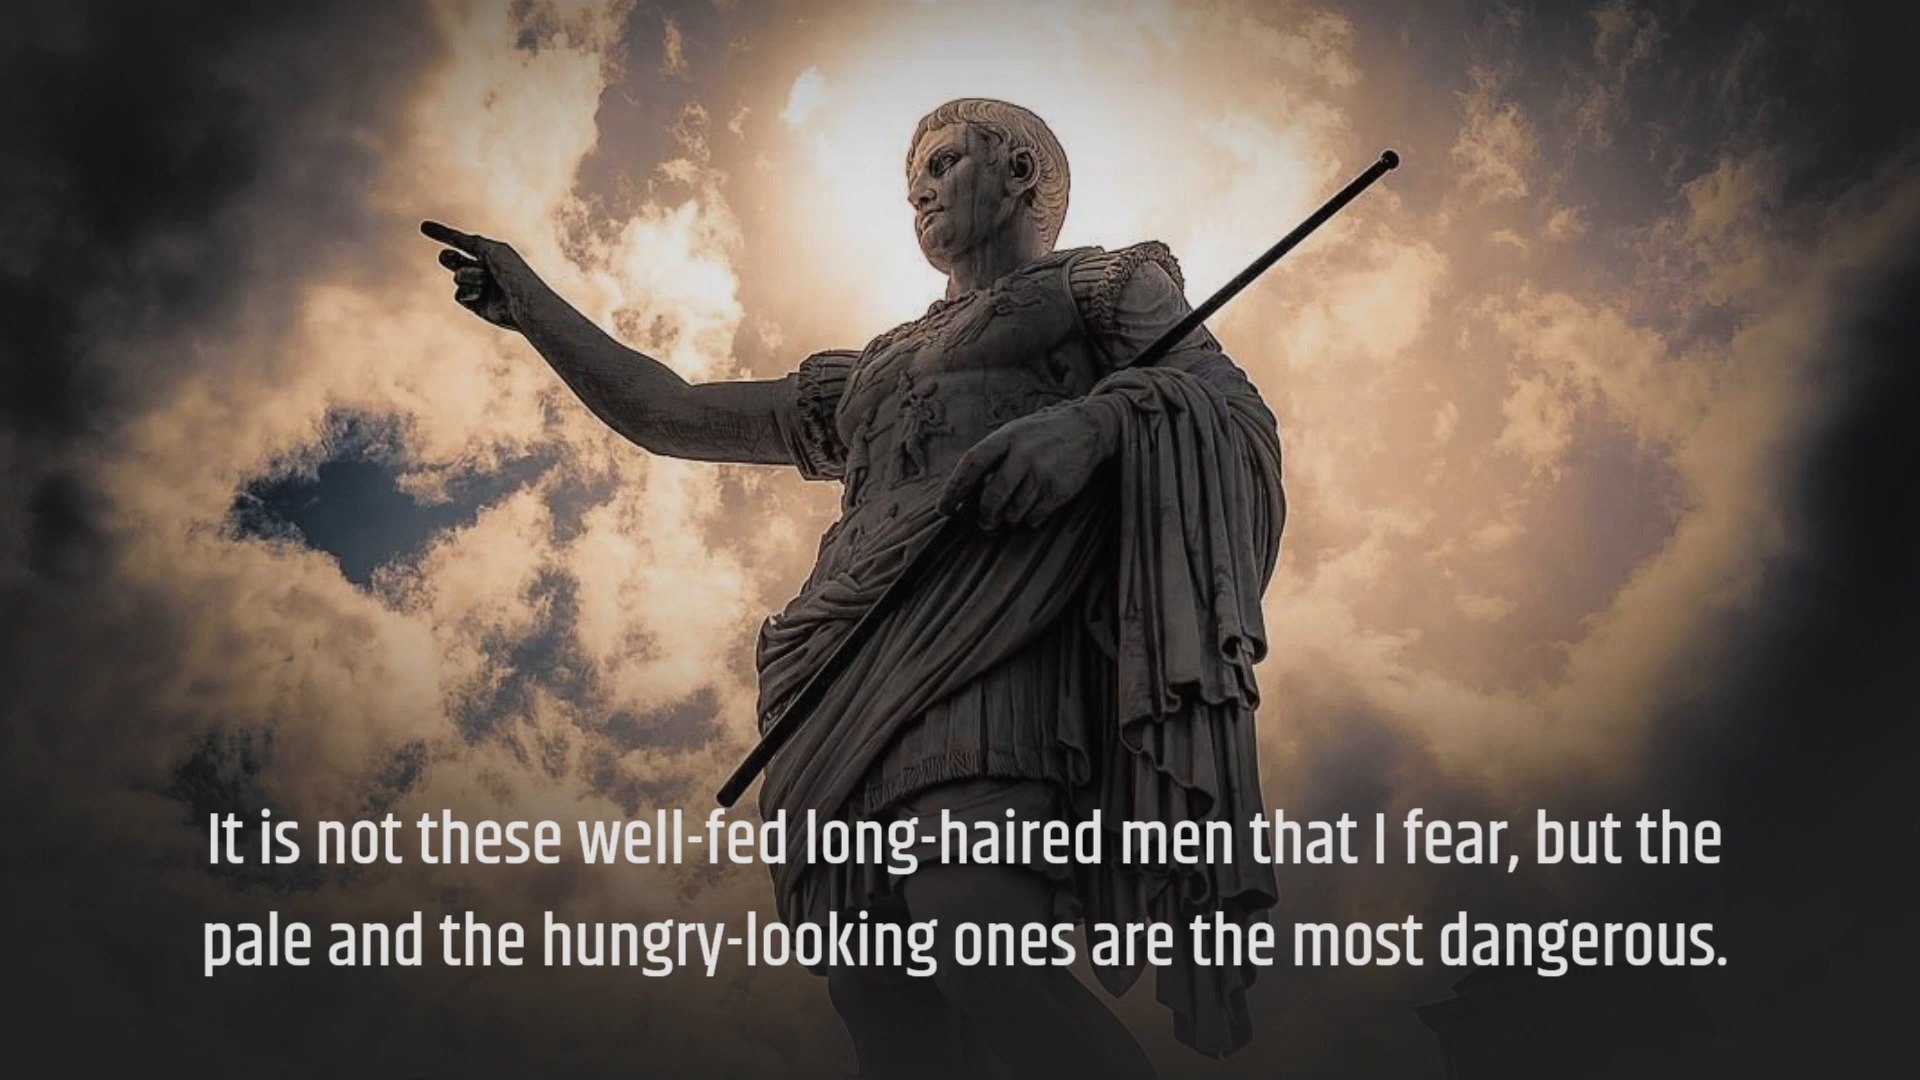 It is not these well-fed long-haired men that I fear, but the
pale and the hungry-looking ones are the most dangerous.